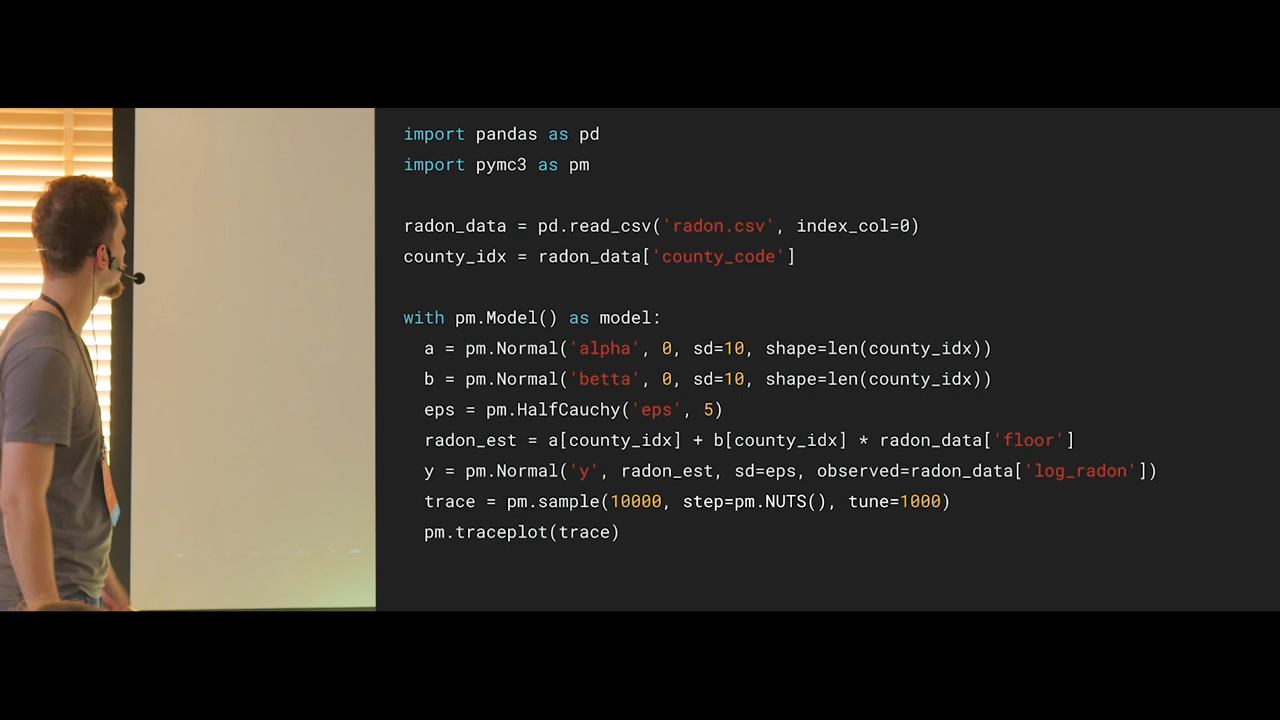 import pandas as pd
import pymc3 as pm
radon_data = pd.read_csv('radon.csv', index_col=0)
county_idx = radon_data['county_code']
with pm.Model() as model:
a = pm.Normal('alpha', 0, sd=10, shape=len(county_idx))
b = pm.Normal('betta', 0, sd=10, shape=len(county_idx))
eps = pm.HalfCauchy('eps', 5)
radon_est = a[county_idx] + b[county_idx] * radon_data['floor']
y = pm.Normal('y', radon_est, sd=eps, observed=radon_data['log_radon'])
trace = pm.sample(10000, step=pm.NUTS(), tune=1000)
pm.traceplot(trace)